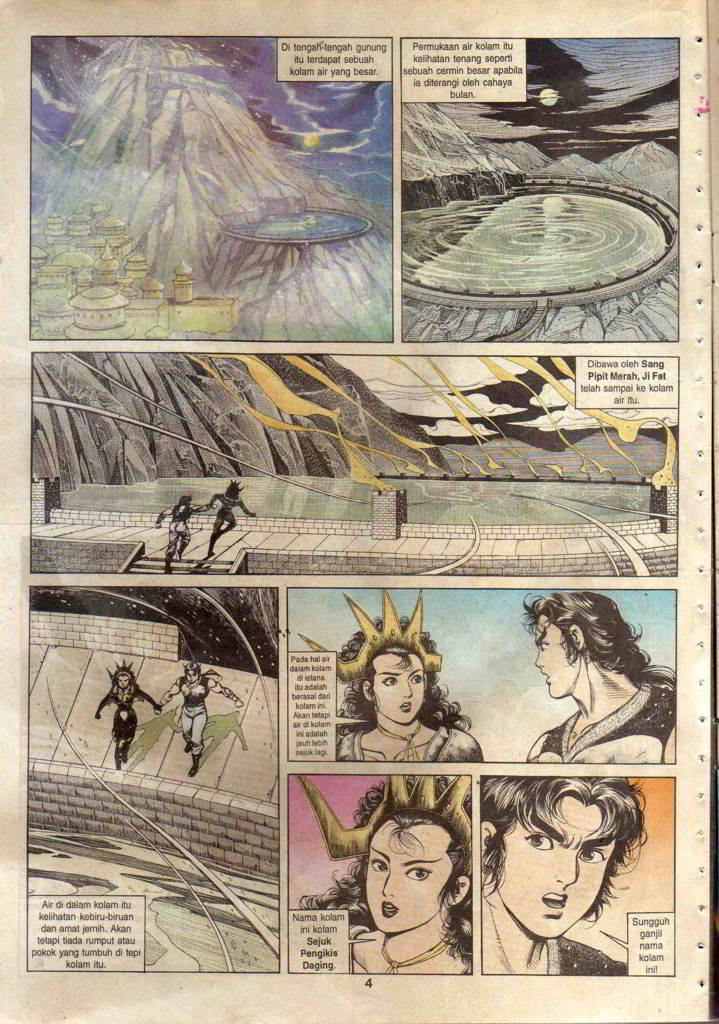 Di tengah-tengah gunung
itu terdapat sebuah
kolam air yang besar.
Permukaan air kolam itu
kelihatan tenang seperti
sebuah cermin besar apabila
ia diterangi oleh cahaya
bulan.
Dibawa oleh Sang
Pipit Merah, Ji Fat
telah sampai ke kolam
air itu.
Air di dalam kolam itu
kelihatan kebiru-biruan
dan amat jernih. Akan
tetapi tiada rumput atau
pokok yang tumbuh di tepi
kolam itu.
Pada hal air
dalam kolam
di istana
itu adalah
berasal dari
kolam ini.
Akan tetapi
air di kolam
ini adalah
jauh lebih
sejuk lagi.
Nama kolam
ini kolam
Sejuk
Pengikis
Daging.
Sungguh
ganjil
nama
kolam
ini!
4